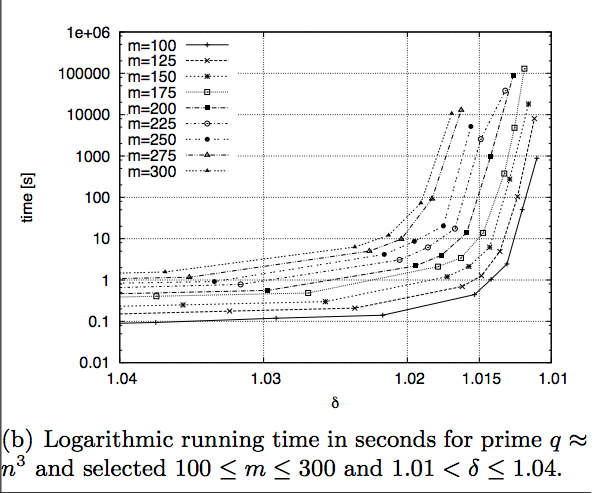 1e+06
100000
10000
1000
100
10
1
0.1
0.01
time [s]
m=100
m=125
m=150
m=175
m=200
m=225
m=250
m=275
m=300
1.04
1.03
1.02
1.015
1.01
δ
(b) Logarithmic running time in seconds for prime q ≈
n³ and selected 100 ≤ m ≤ 300 and 1.01 < δ ≤ 1.04.